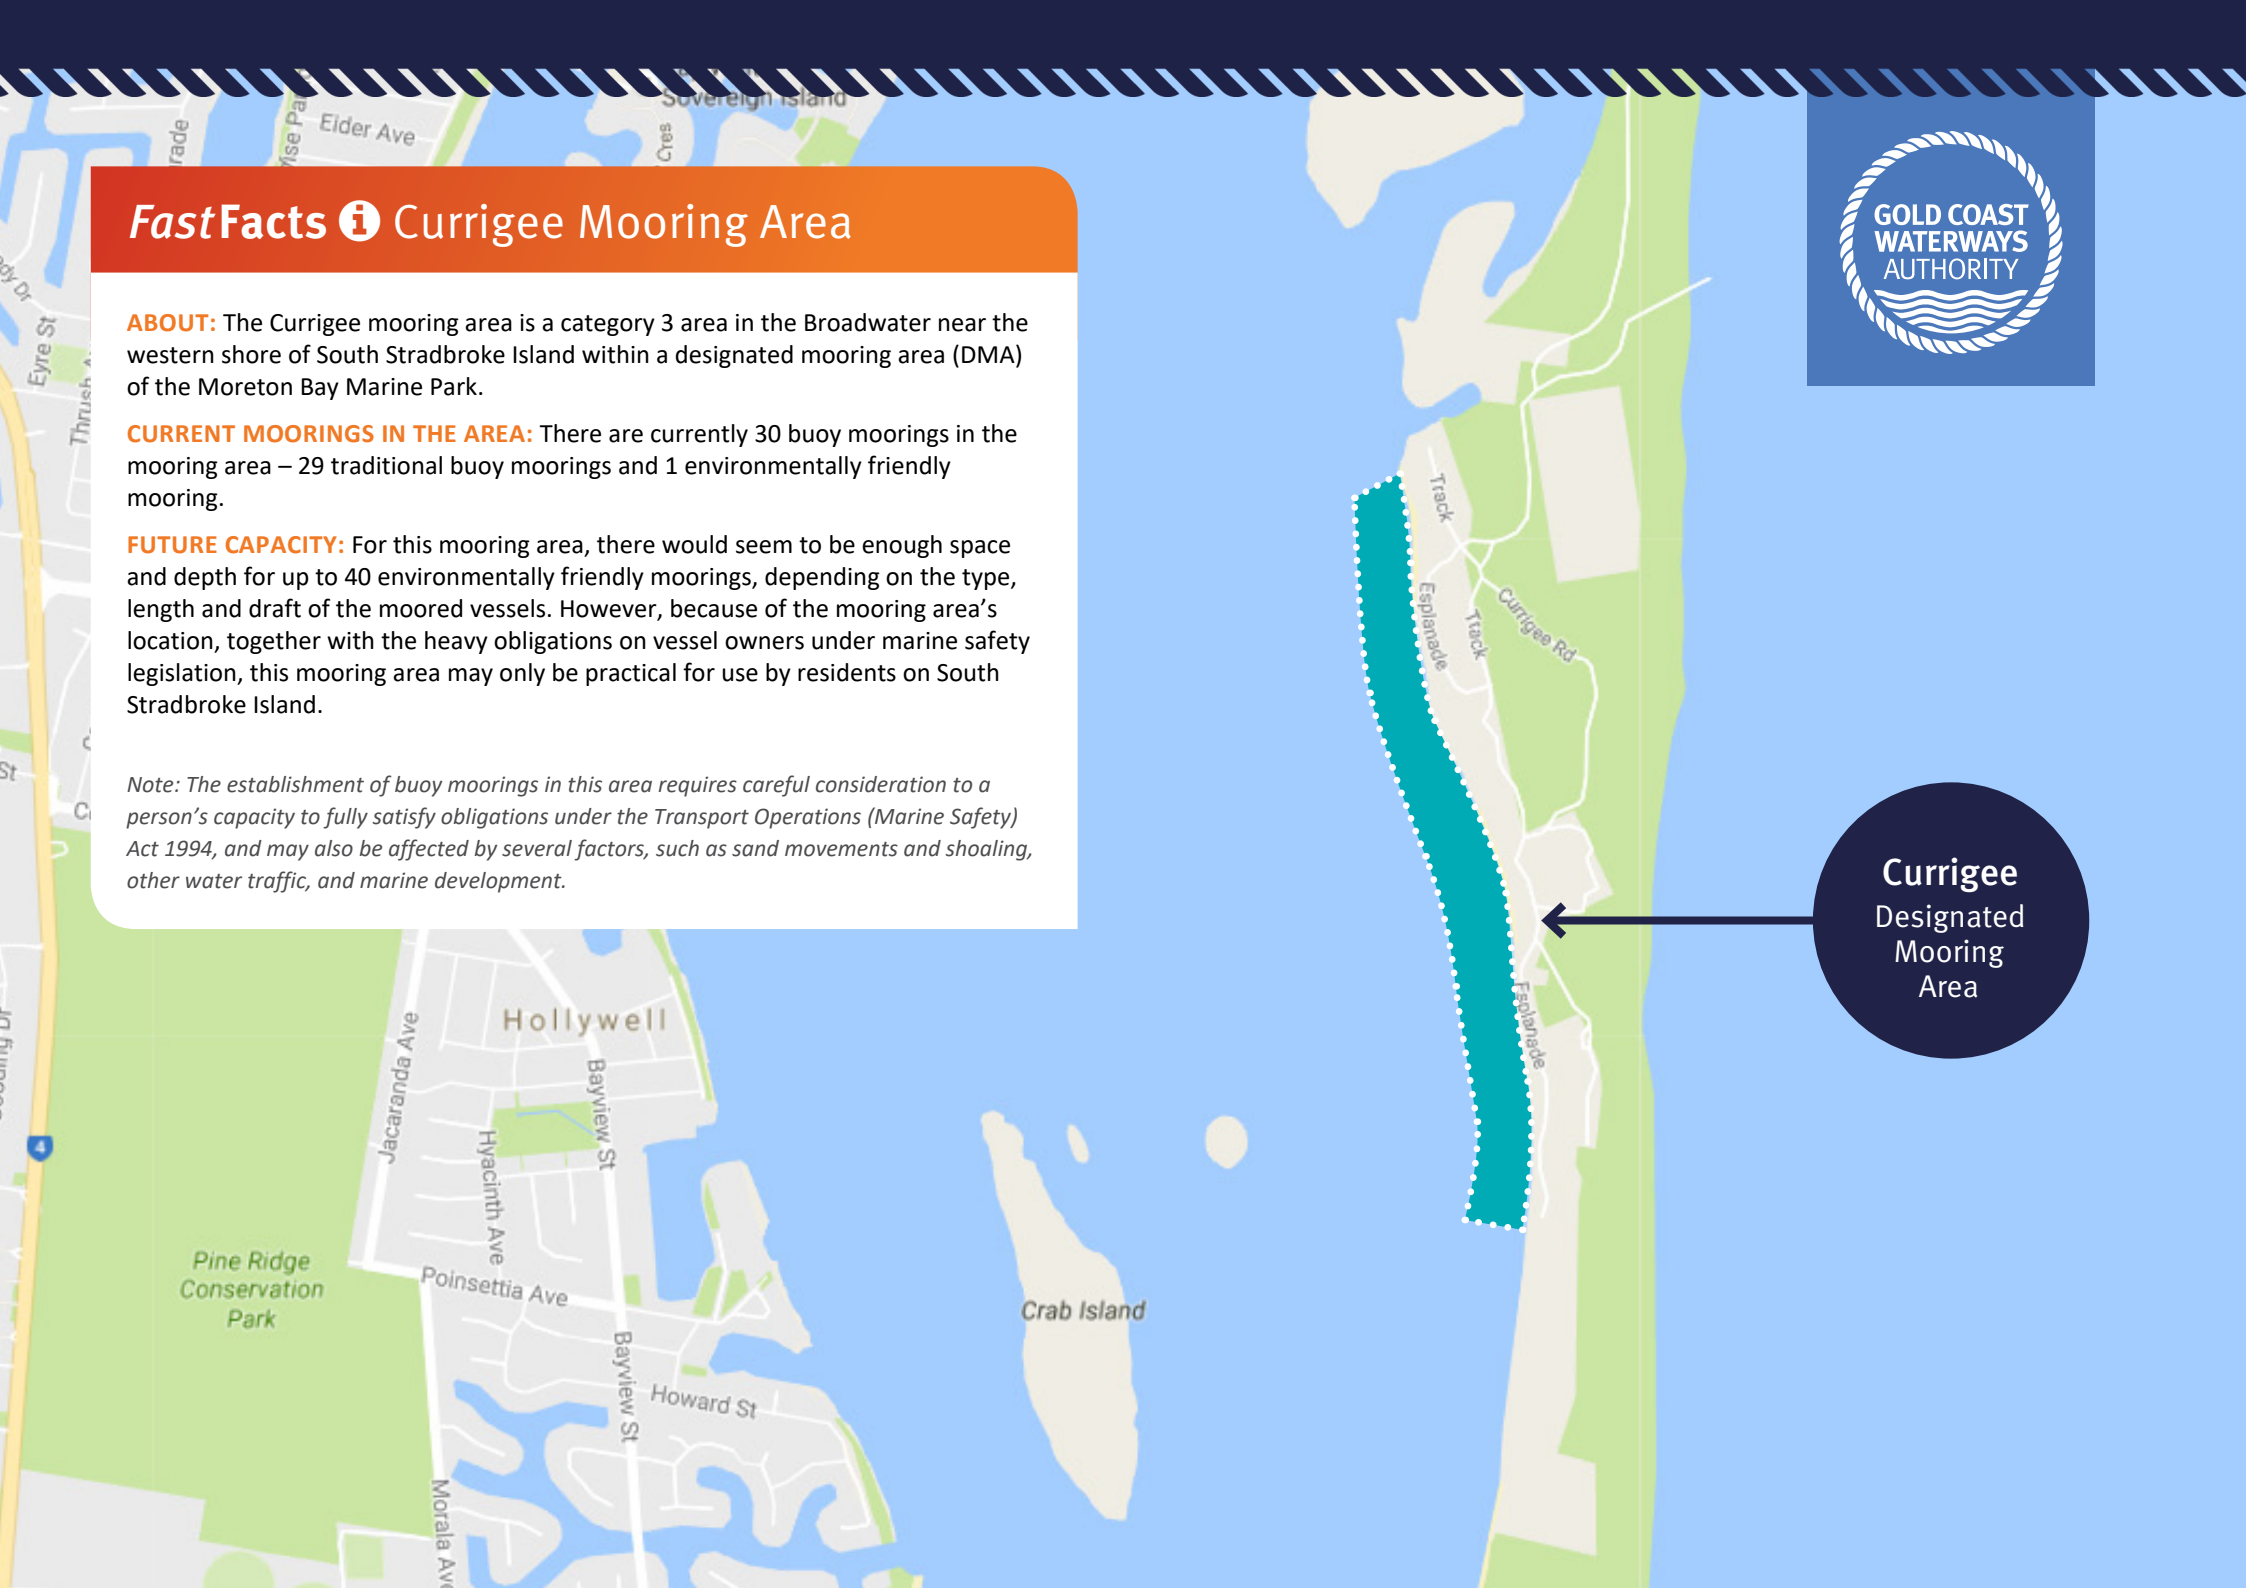 Sovereign Island
Elder Ave
Cres
Fast Facts i Currigee Mooring Area
GOLD COAST
WATERWAYS
AUTHORITY
ABOUT: The Currigee mooring area is a category 3 area in the Broadwater near the
western shore of South Stradbroke Island within a designated mooring area (DMA)
of the Moreton Bay Marine Park.
CURRENT MOORINGS IN THE AREA: There are currently 30 buoy moorings in the
mooring area – 29 traditional buoy moorings and 1 environmentally friendly
mooring.
FUTURE CAPACITY: For this mooring area, there would seem to be enough space
and depth for up to 40 environmentally friendly moorings, depending on the type,
length and draft of the moored vessels. However, because of the mooring area's
location, together with the heavy obligations on vessel owners under marine safety
legislation, this mooring area may only be practical for use by residents on South
Stradbroke Island.
Note: The establishment of buoy moorings in this area requires careful consideration to a
person's capacity to fully satisfy obligations under the Transport Operations (Marine Safety)
Act 1994, and may also be affected by several factors, such as sand movements and shoaling,
other water traffic, and marine development.
Eyre St
Thrush
St
Track
Esplanade
Track
Currigee Rd
Currigee
Designated
Mooring
Area
Esplanade
Hollywell
Jacaranda Ave
Bayview St
Hyacinth Ave
4
Pine Ridge
Conservation
Park
Poinsettia Ave
Crab Island
Bayview St
Howard St
Morala Ave